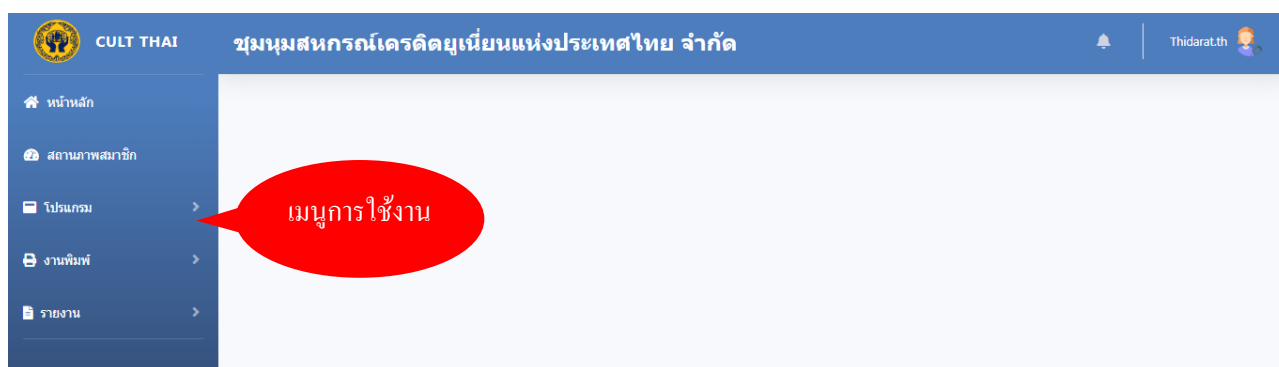 CULT THAI
ชุมนุมสหกรณ์เครดิตยูเนี่ยนแห่งประเทศไทย จำกัด
Thidarat.th
หน้าหลัก
สถานภาพสมาชิก
โปรแกรม
เมนูการใช้งาน
งานพิมพ์
รายงาน